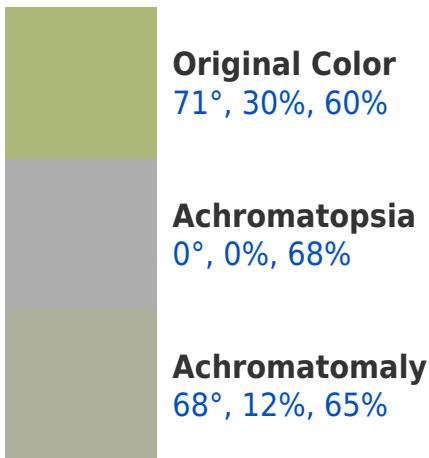 Original Color
71°, 30%, 60%
Achromatopsia
0°, 0%, 68%
Achromatomaly
68°, 12%, 65%